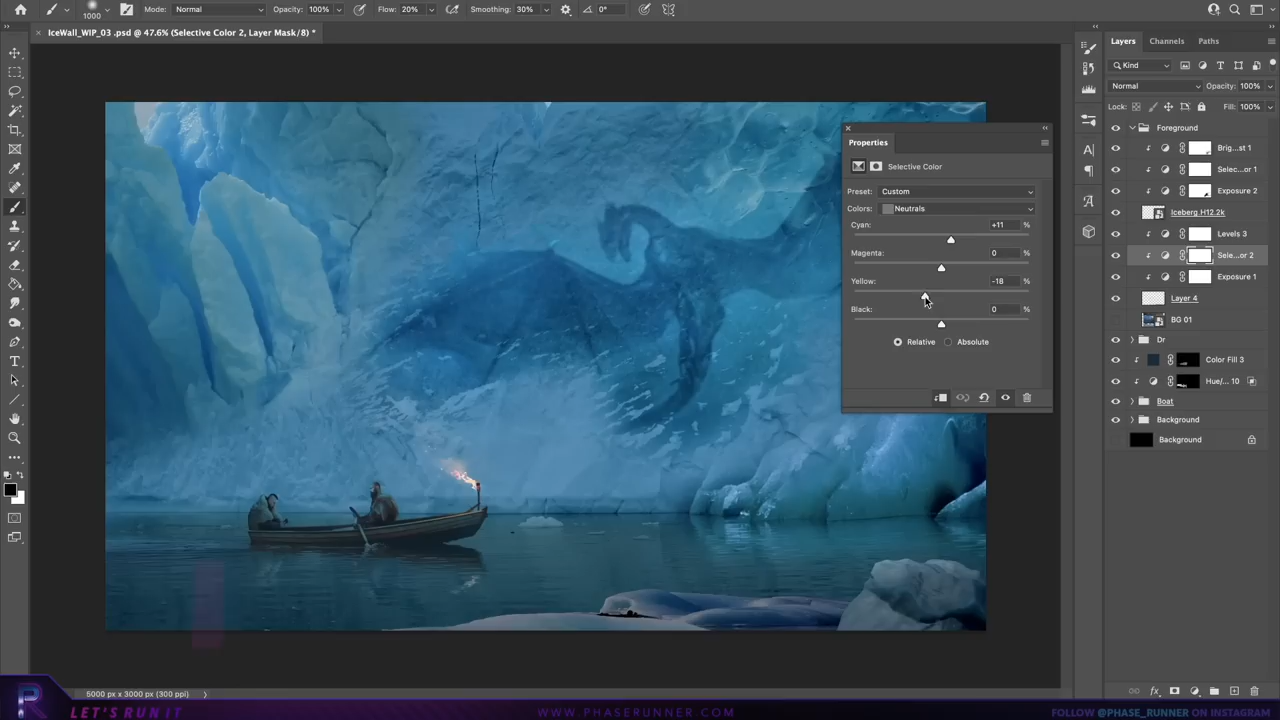 1000
Mode: Normal
Opacity: 100%
Flow: 20%
Smoothing: 30%
0°
× IceWall_WIP_03 .psd @ 47.6% (Selective Color 2, Layer Mask/8) *
Layers
Channels
Paths
Kind
Normal
Opacity: 100%
Lock:
Fill: 100%
Foreground
Brig...st 1
Selec...or 1
Exposure 2
Iceberg.H12.2k
Levels 3
Sele...or 2
Exposure 1
Layer 4
BG 01
Dr
Color Fill 3
Hue/... 10
Boat
Background
Background
Properties
Selective Color
Preset: Custom
Colors: Neutrals
Cyan: +11 %
Magenta: 0 %
Yellow: -18 %
Black: 0 %
Relative
Absolute
5000 px x 3000 px (300 ppi)
R
LET'S RUN IT
WWW.PHASERUNNER.COM
FOLLOW @PHASE_RUNNER ON INSTAGRAM